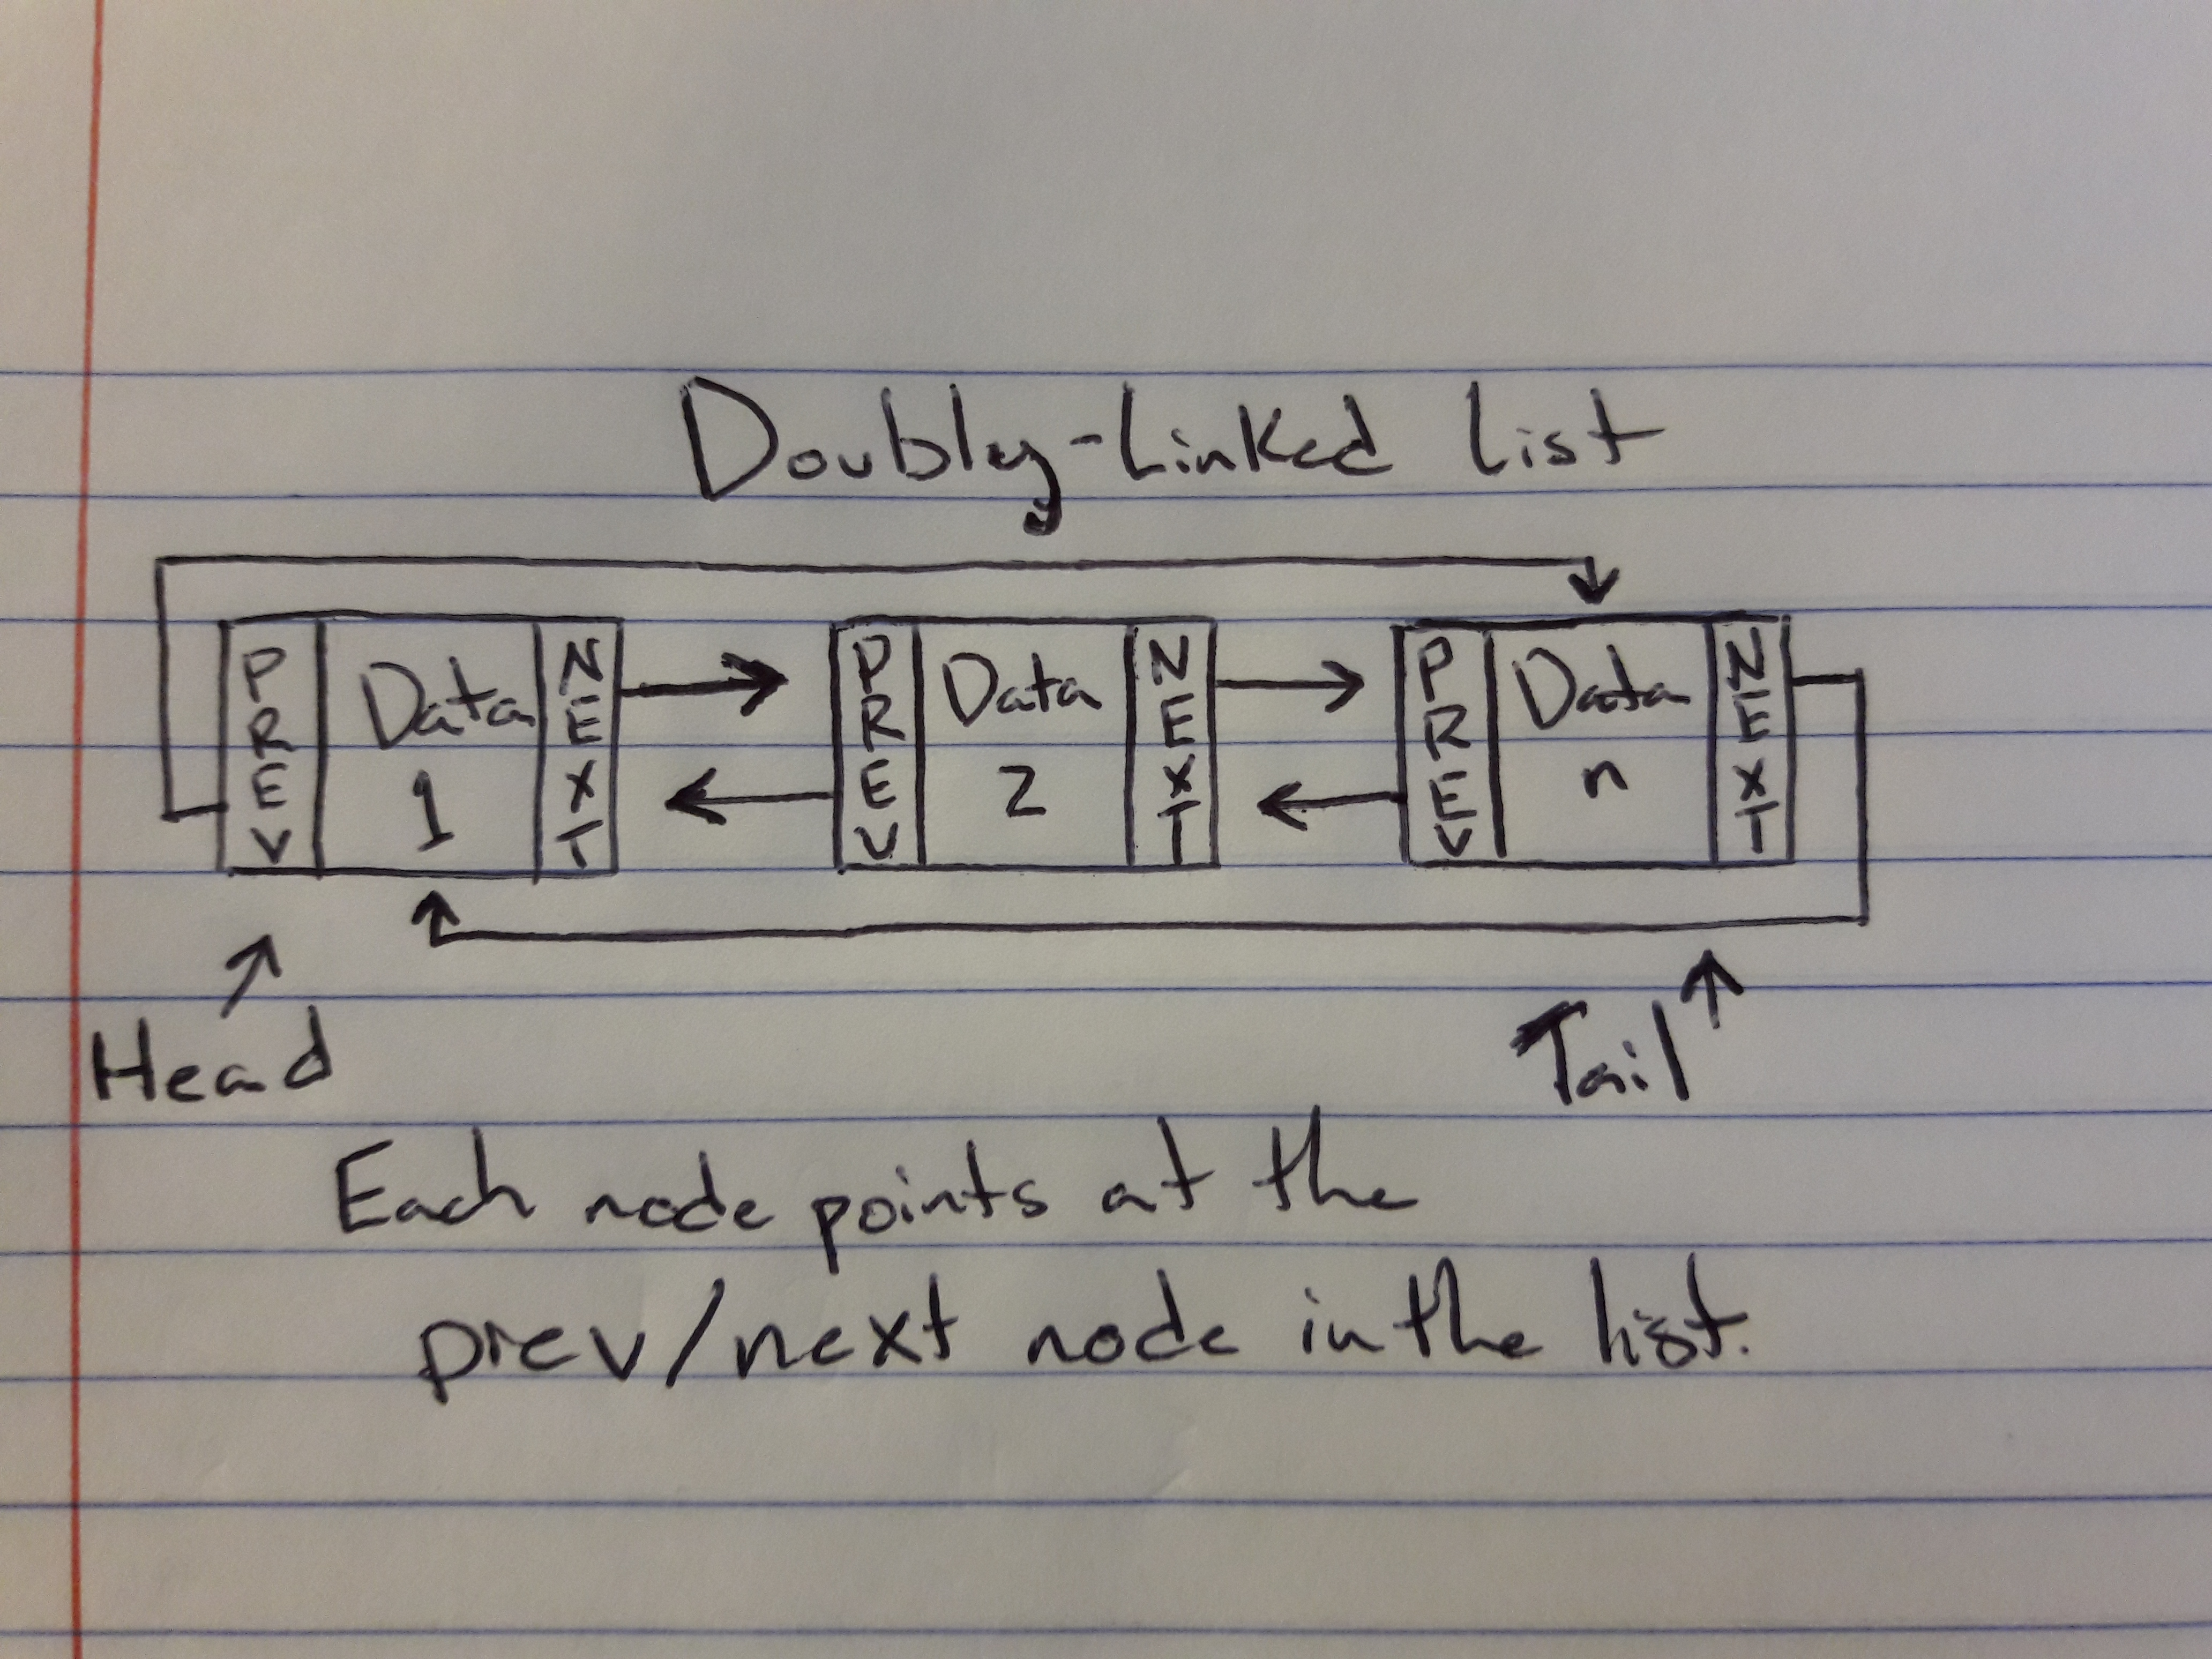 Doubley-Linked List
PREV Data 1 NEXT PREV Data 2 NEXT PREV Data n NEXT
Head Tail
Each node points at the
prev/next node in the list.